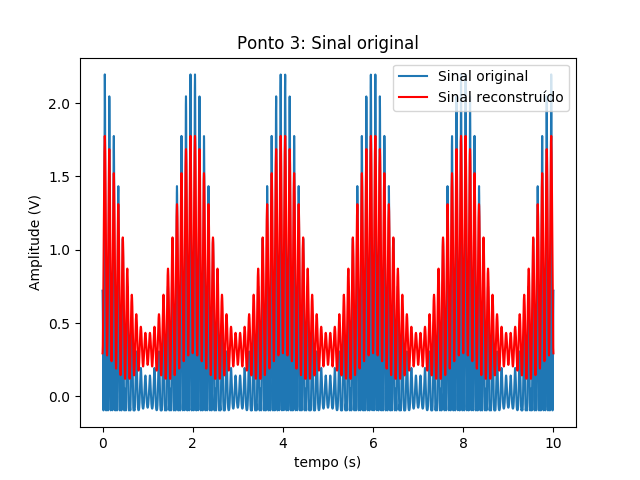 Ponto 3: Sinal original
Sinal original
Sinal reconstruído
Amplitude (V)
2.0
1.5
1.0
0.5
0.0
0 2 4 6 8 10
tempo (s)